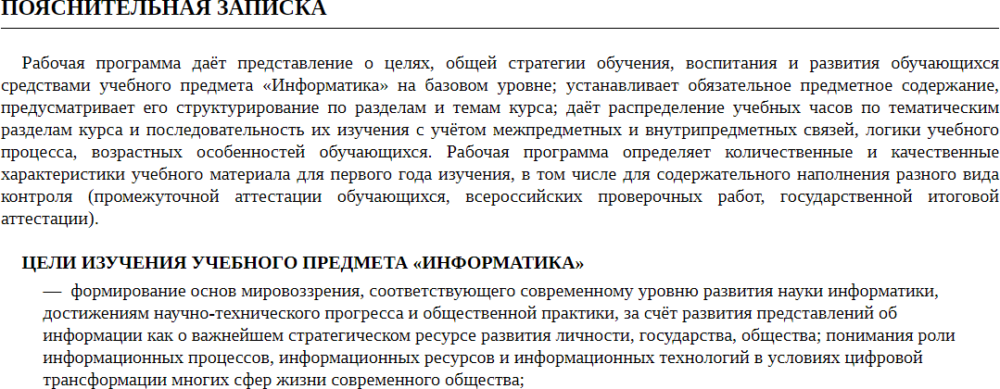 ПОЯСНИТЕЛЬНАЯ ЗАПИСКА
Рабочая программа даёт представление о целях, общей стратегии обучения, воспитания и развития обучающихся
средствами учебного предмета «Информатика» на базовом уровне; устанавливает обязательное предметное содержание,
предусматривает его структурирование по разделам и темам курса; даёт распределение учебных часов по тематическим
разделам курса и последовательность их изучения с учётом межпредметных и внутрипредметных связей, логики учебного
процесса, возрастных особенностей обучающихся. Рабочая программа определяет количественные и качественные
характеристики учебного материала для первого года изучения, в том числе для содержательного наполнения разного вида
контроля (промежуточной аттестации обучающихся, всероссийских проверочных работ, государственной итоговой
аттестации).
ЦЕЛИ ИЗУЧЕНИЯ УЧЕБНОГО ПРЕДМЕТА «ИНФОРМАТИКА»
— формирование основ мировоззрения, соответствующего современному уровню развития науки информатики,
достижениям научно-технического прогресса и общественной практики, за счёт развития представлений об
информации как о важнейшем стратегическом ресурсе развития личности, государства, общества; понимания роли
информационных процессов, информационных ресурсов и информационных технологий в условиях цифровой
трансформации многих сфер жизни современного общества;